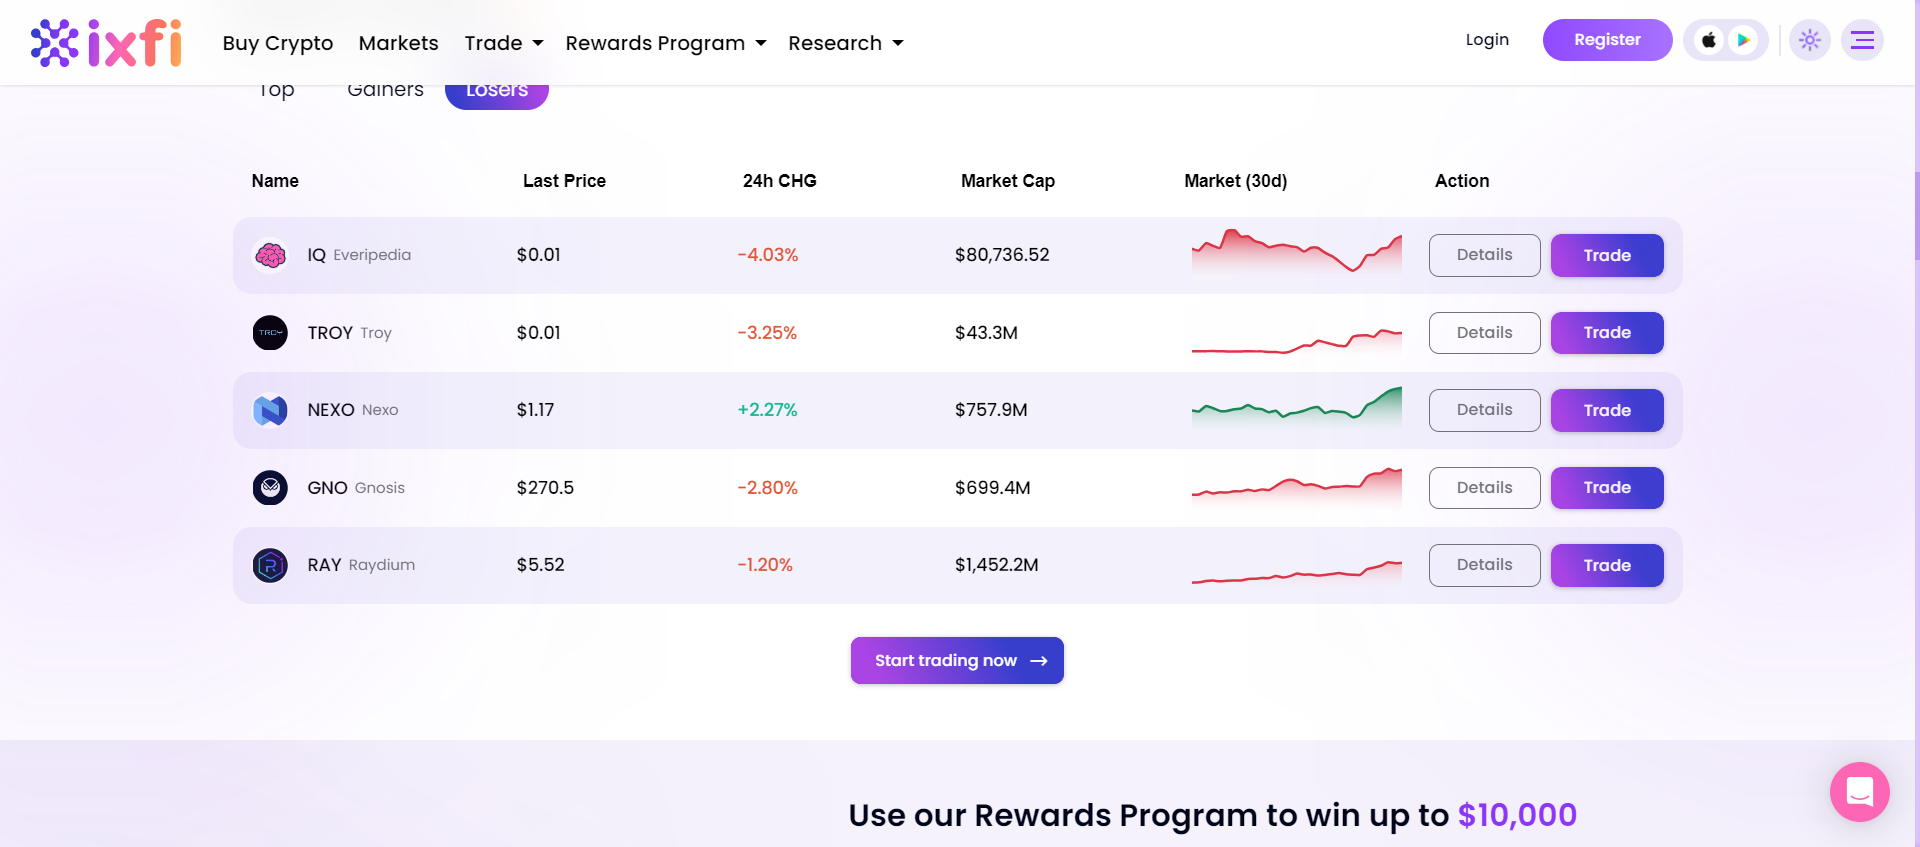 ixfi
Buy Crypto Markets Trade Rewards Program Research Login Register
Top Gainers Losers
Name Last Price 24h CHG Market Cap Market (30d) Action
IQ Everipedia $0.01 -4.03% $80,736.52 Details Trade
TROY TROY Troy $0.01 -3.25% $43.3M Details Trade
NEXO Nexo $1.17 +2.27% $757.9M Details Trade
GNO Gnosis $270.5 -2.80% $699.4M Details Trade
RAY Raydium $5.52 -1.20% $1,452.2M Details Trade
Start trading now →
Use our Rewards Program to win up to $10,000